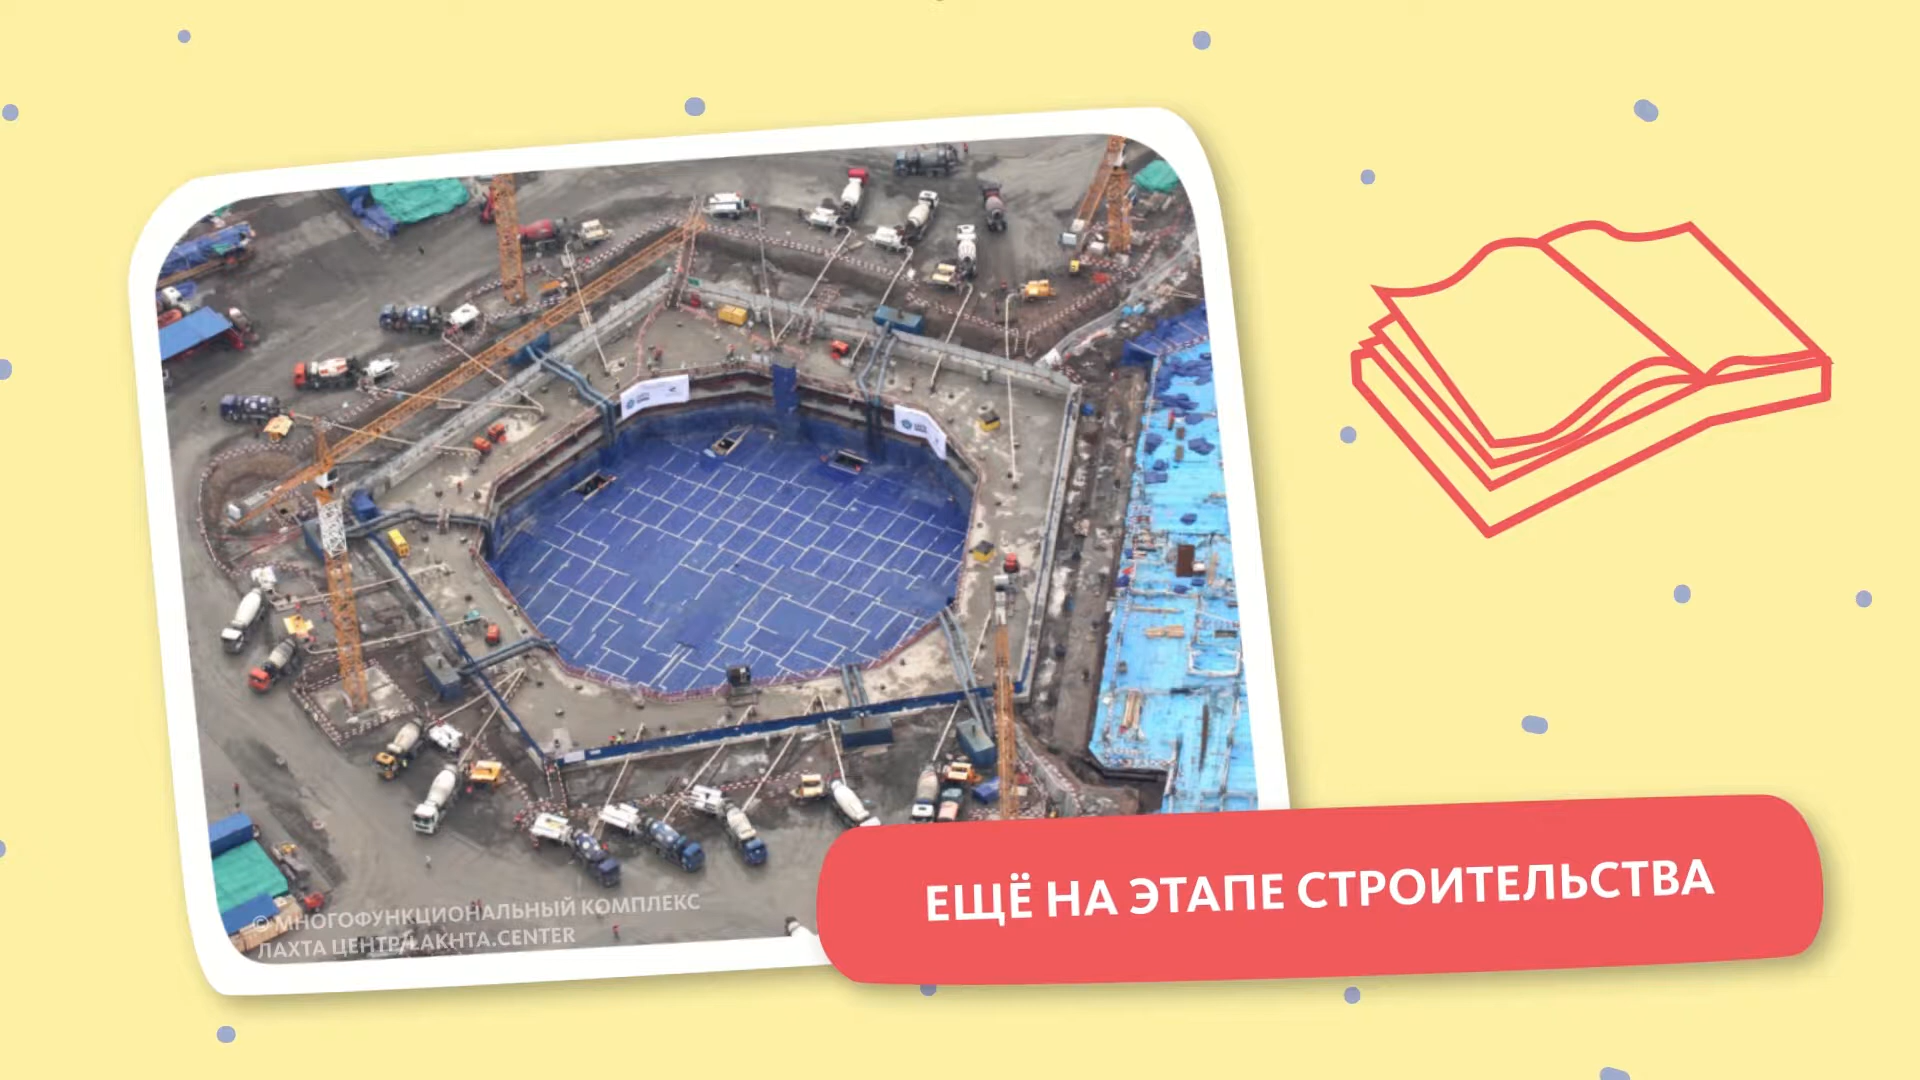 © МНОГОФУНКЦИОНАЛЬНЫЙ КОМПЛЕКС
ЛАХТА ЦЕНТР/LAKHTA.CENTER
ЕЩЁ НА ЭТАПЕ СТРОИТЕЛЬСТВА